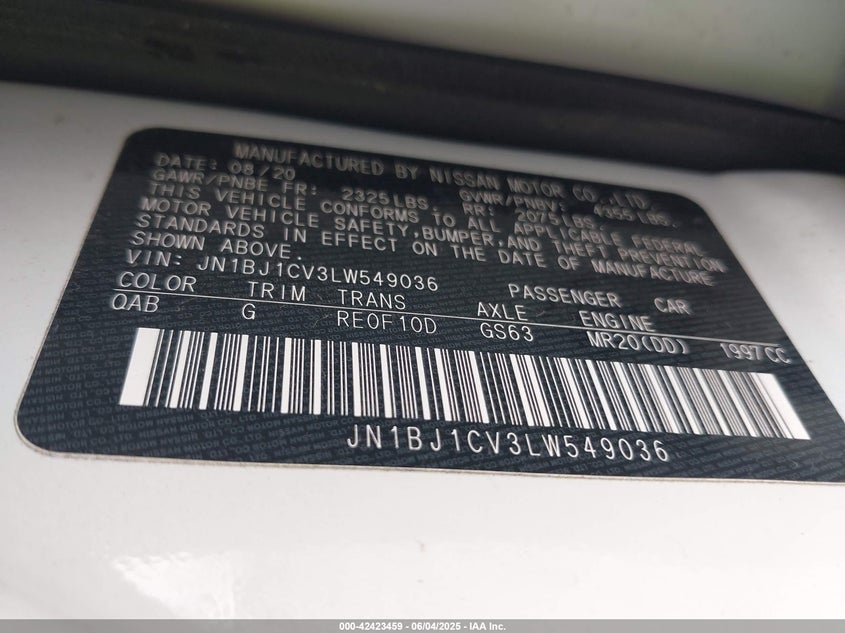 MANUFACTURED BY NISSAN MOTOR CO.,LTD.
DATE: 08/20 GVWR/PNBV: 4355 LBS.
GAWR/PNBE FR: 2325LBS. RR: 2075LBS.
THIS VEHICLE CONFORMS TO ALL APPLICABLE FEDERAL
MOTOR VEHICLE SAFETY,BUMPER,AND THEFT PREVENTION
STANDARDS IN EFFECT ON THE DATE OF MANUFACTURE
SHOWN ABOVE.
VIN: JN1BJ1CV3LW549036 PASSENGER CAR
COLOR TRIM TRANS AXLE ENGINE
QAB G RE0F10D GS63 MR20(DD) 1997CC
JN1BJ1CV3LW549036
000-42423459 - 06/04/2025 - IAA Inc.